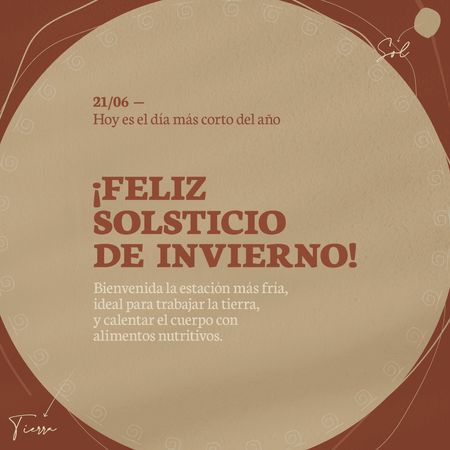 Sol
21/06 —
Hoy es el día más corto del año
¡FELIZ
SOLSTICIO
DE INVIERNO!
Bienvenida la estación más fría,
ideal para trabajar la tierra,
y calentar el cuerpo con
alimentos nutritivos.
Tierra